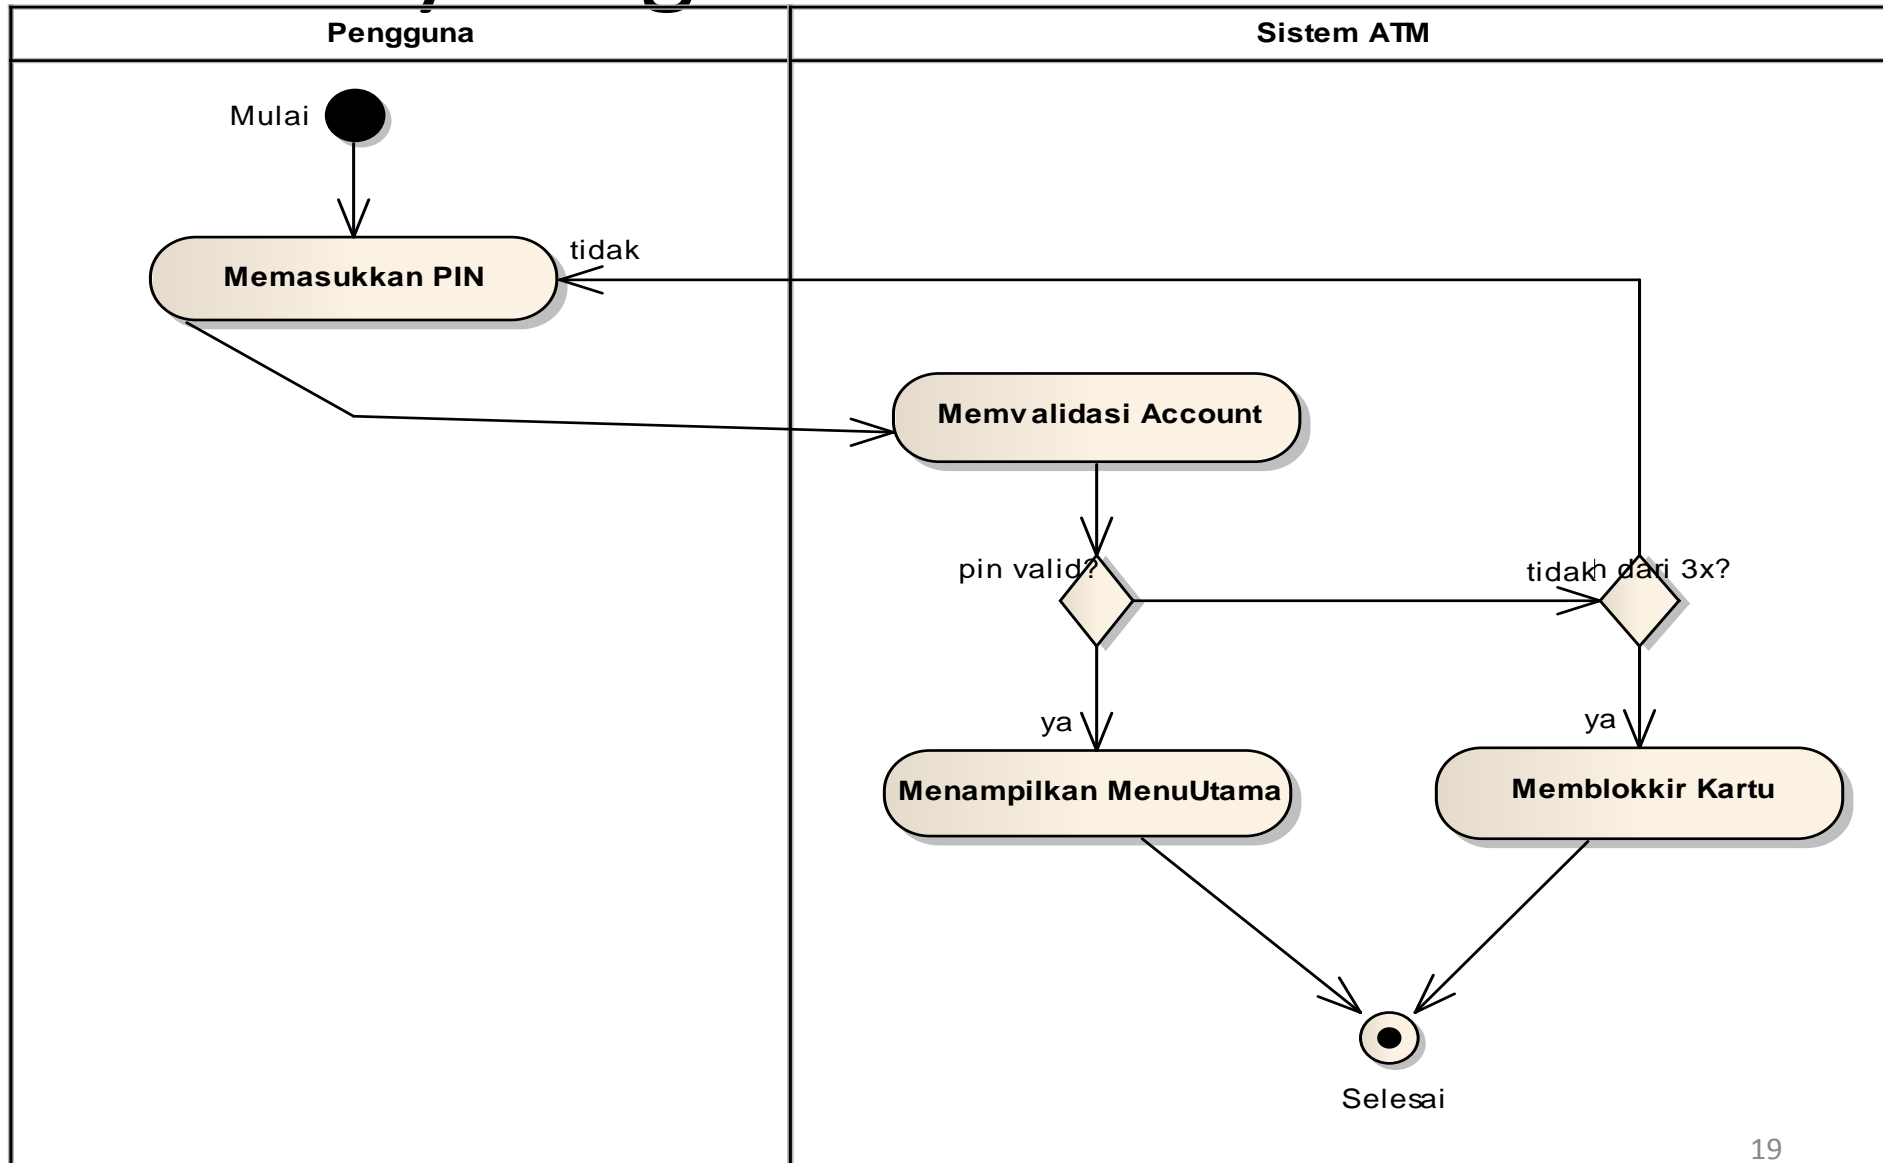 Pengguna
Sistem ATM
Mulai
tidak
Memasukkan PIN
Memvalidasi Account
pin valid?
tidak
dari 3x?
ya
ya
Menampilkan MenuUtama
Memblokkir Kartu
Selesai
19